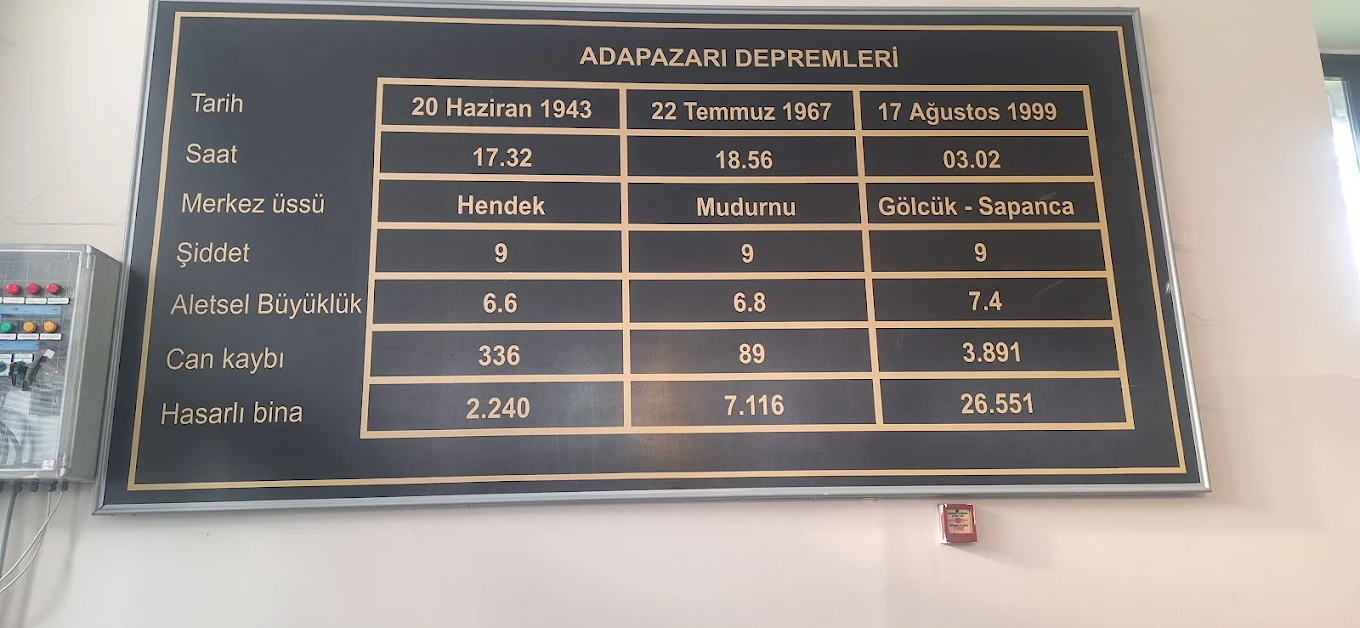 ADAPAZARI DEPREMLERİ
Tarih 20 Haziran 1943 22 Temmuz 1967 17 Ağustos 1999
Saat 17.32 18.56 03.02
Merkez üssü Hendek Mudurnu Gölcük - Sapanca
Şiddet 9 9 9
Aletsel Büyüklük 6.6 6.8 7.4
Can kaybı 336 89 3.891
Hasarlı bina 2.240 7.116 26.551